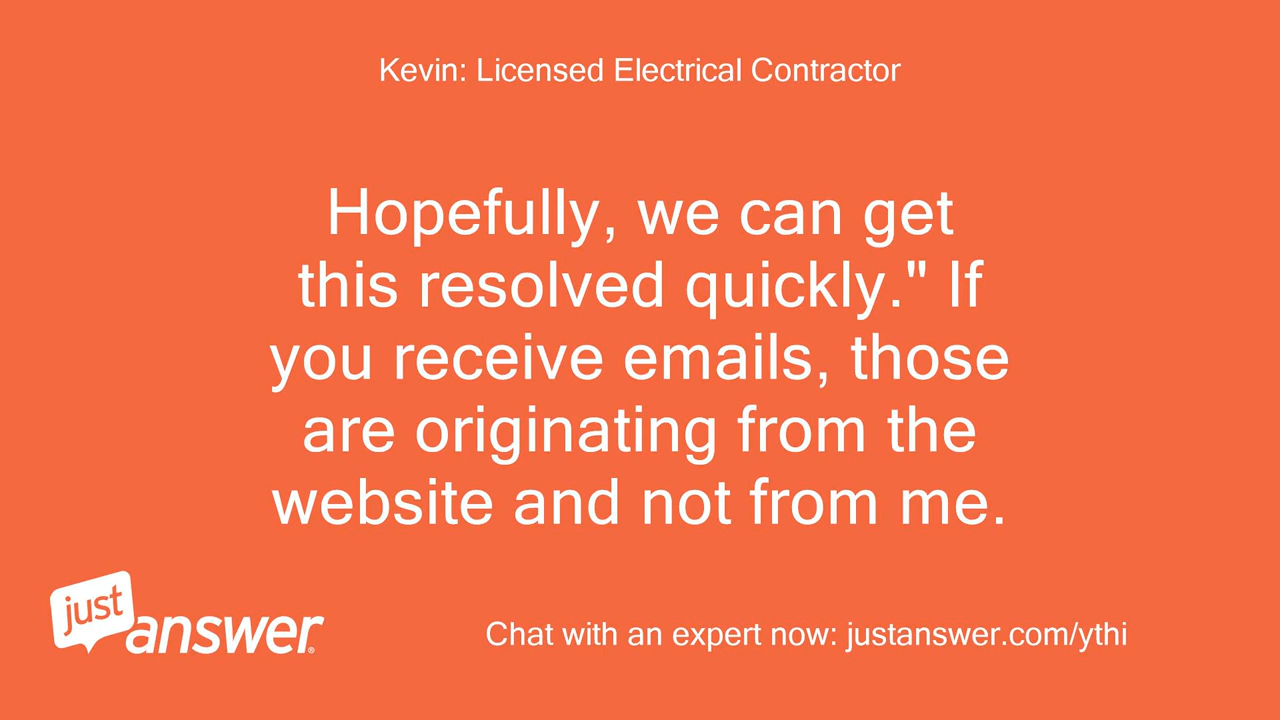 Kevin: Licensed Electrical Contractor
Hopefully, we can get
this resolved quickly." If
you receive emails, those
are originating from the
website and not from me.
just
answer®
Chat with an expert now: justanswer.com/ythi